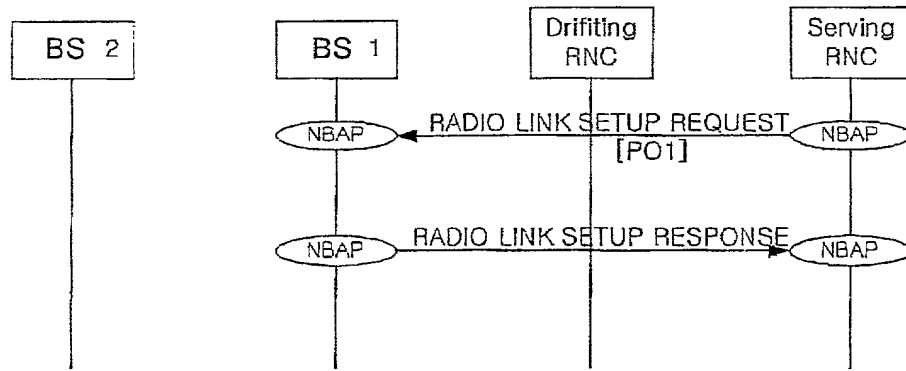 BS 2
BS 1
Drifiting
RNC
Serving
RNC
NBAP
RADIO LINK SETUP REQUEST
[PO1]
NBAP
NBAP
RADIO LINK SETUP RESPONSE
NBAP